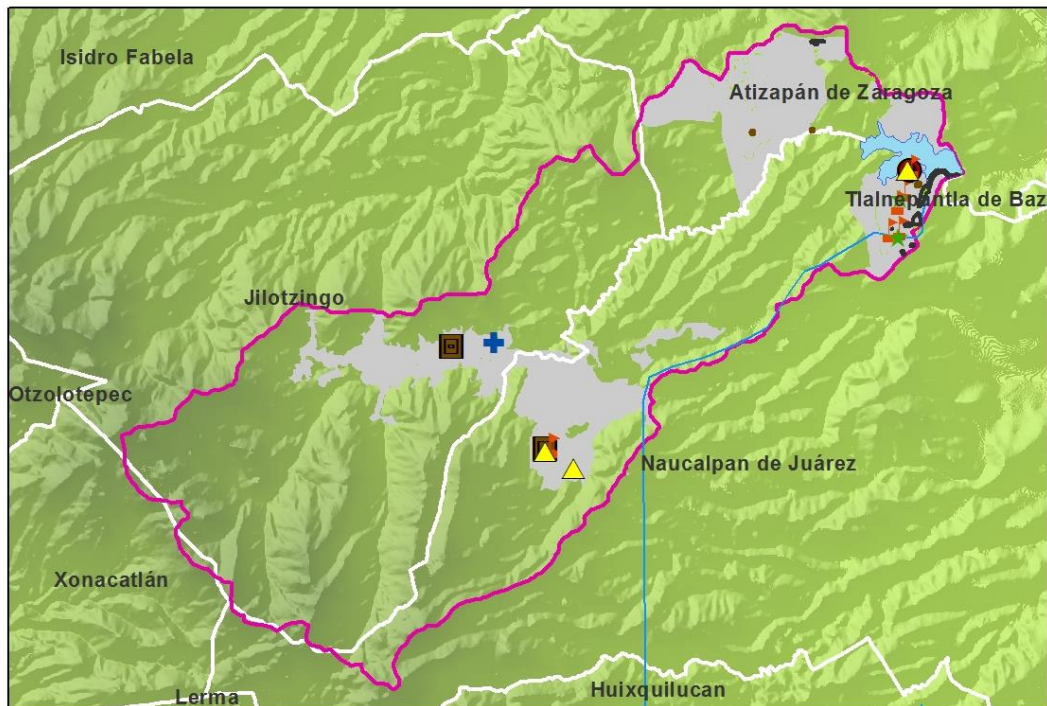 Isidro Fabela
Atizapán de Zaragoza
Tlalnepantla de Baz
Jilotzingo
Otzolotepec
Naucalpan de Juárez
Xonacatlán
Huixquilucan
Lerma